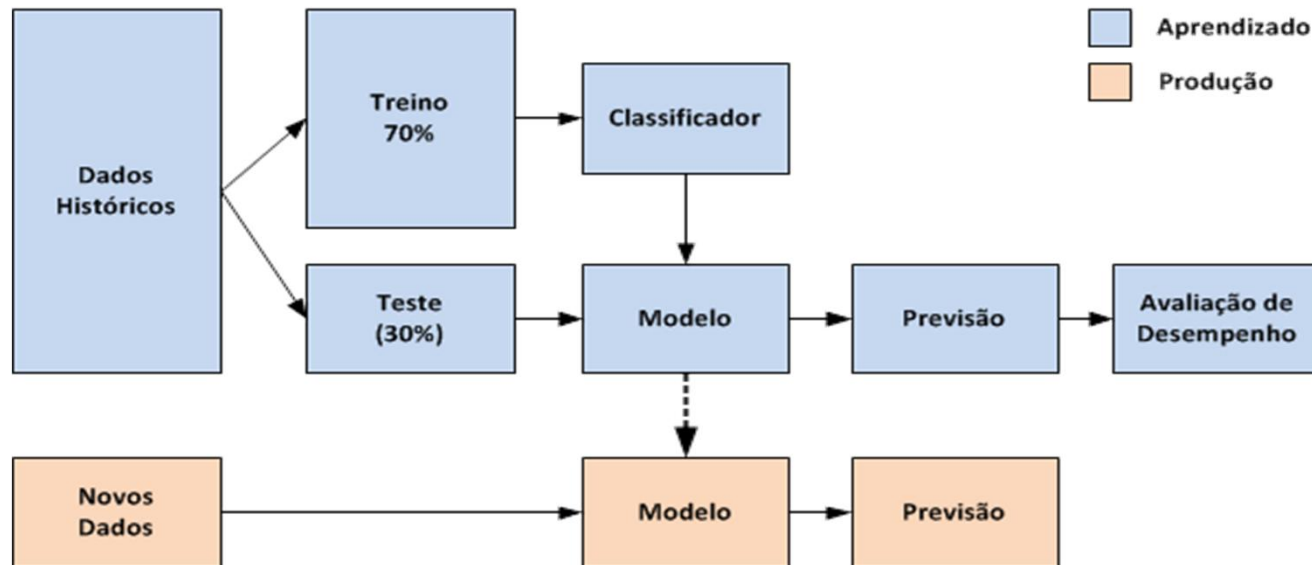 Aprendizado
Produção
Dados
Históricos
Treino
70%
Classificador
Teste
(30%)
Modelo
Previsão
Avaliação de
Desempenho
Novos
Dados
Modelo
Previsão